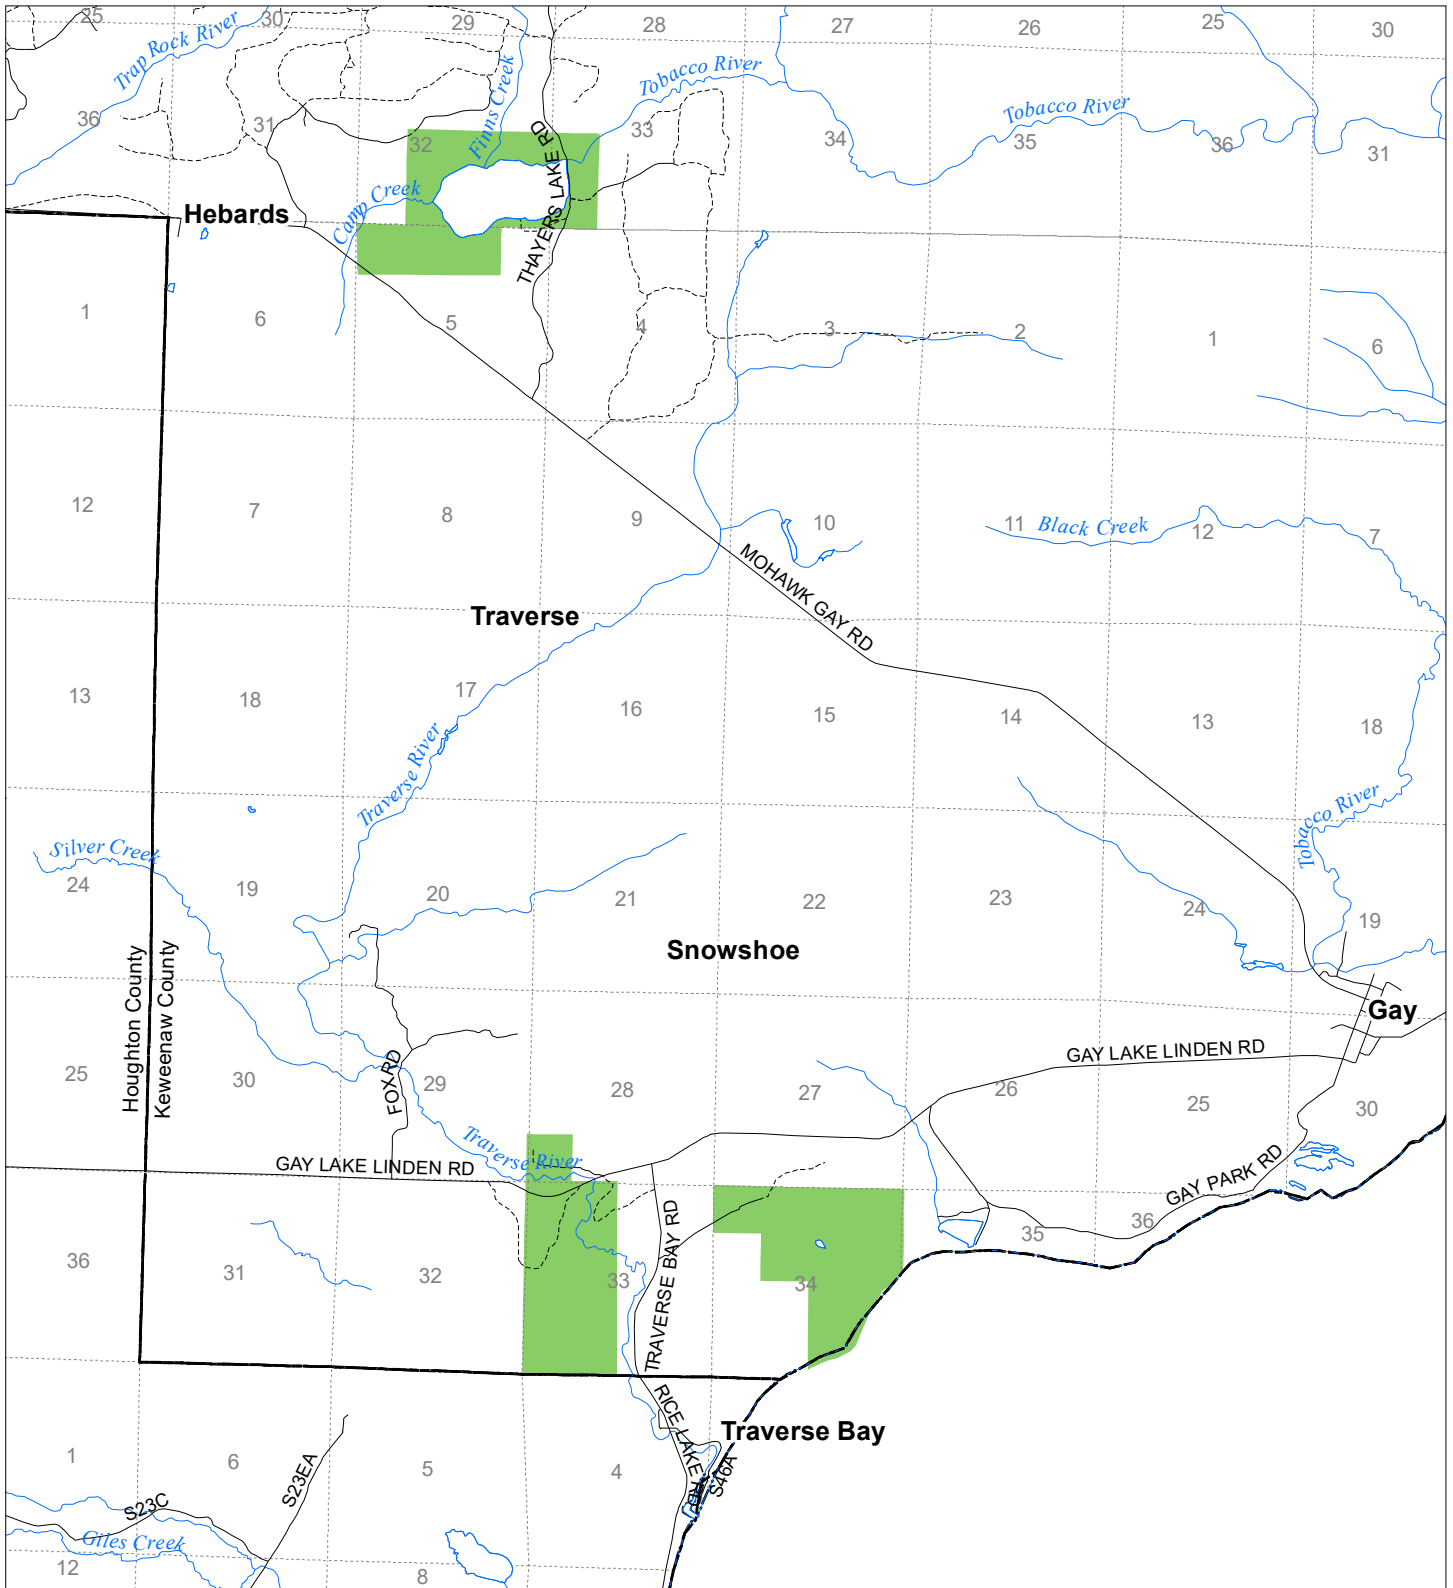 25
30
29
28
27
26
25
30
Trap Rock River
Finns Creek
Tobacco River
Tobacco River
36
31
32
33
34
35
36
31
THAYERS LAKE RD
Camp Creek
Hebards
1
6
5
4
3
2
1
6
12
7
8
9
10
11
Black Creek
12
7
MOHAWK GAY RD
Traverse
13
18
17
16
15
14
13
18
Traverse River
Tobacco River
Silver Creek
24
19
20
21
22
23
24
19
Snowshoe
Houghton County
Keweenaw County
Gay
GAY LAKE LINDEN RD
25
30
FOX RD
29
28
27
26
25
30
Traverse River
GAY LAKE LINDEN RD
GAY PARK RD
36
31
32
33
TRAVERSE BAY RD
34
35
36
RICE LAKE RD
Traverse Bay
S46A
1
6
5
4
S23EA
S23C
Giles Creek
12
8